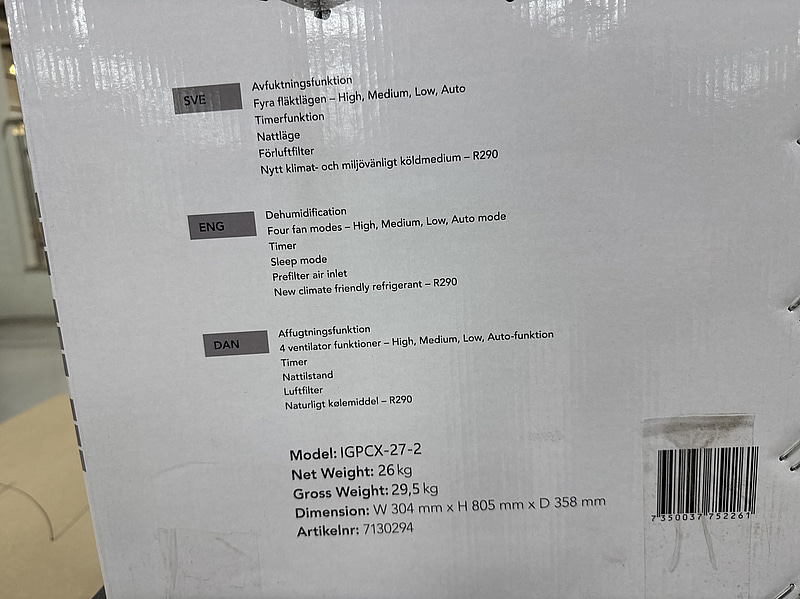 SVE
Avfuktningsfunktion
Fyra fläktlägen – High, Medium, Low, Auto
Timerfunktion
Nattläge
Förluftfilter
Nytt klimat- och miljövänligt köldmedium – R290
ENG
Dehumidification
Four fan modes – High, Medium, Low, Auto mode
Timer
Sleep mode
Prefilter air inlet
New climate friendly refrigerant – R290
DAN
Affugtningsfunktion
4 ventilator funktioner – High, Medium, Low, Auto-funktion
Timer
Nattilstand
Luftfilter
Naturligt kølemiddel – R290
Model: IGPCX-27-2
Net Weight: 26 kg
Gross Weight: 29,5 kg
Dimension: W 304 mm x H 805 mm x D 358 mm
Artikelnr: 7130294
7 350037 752261